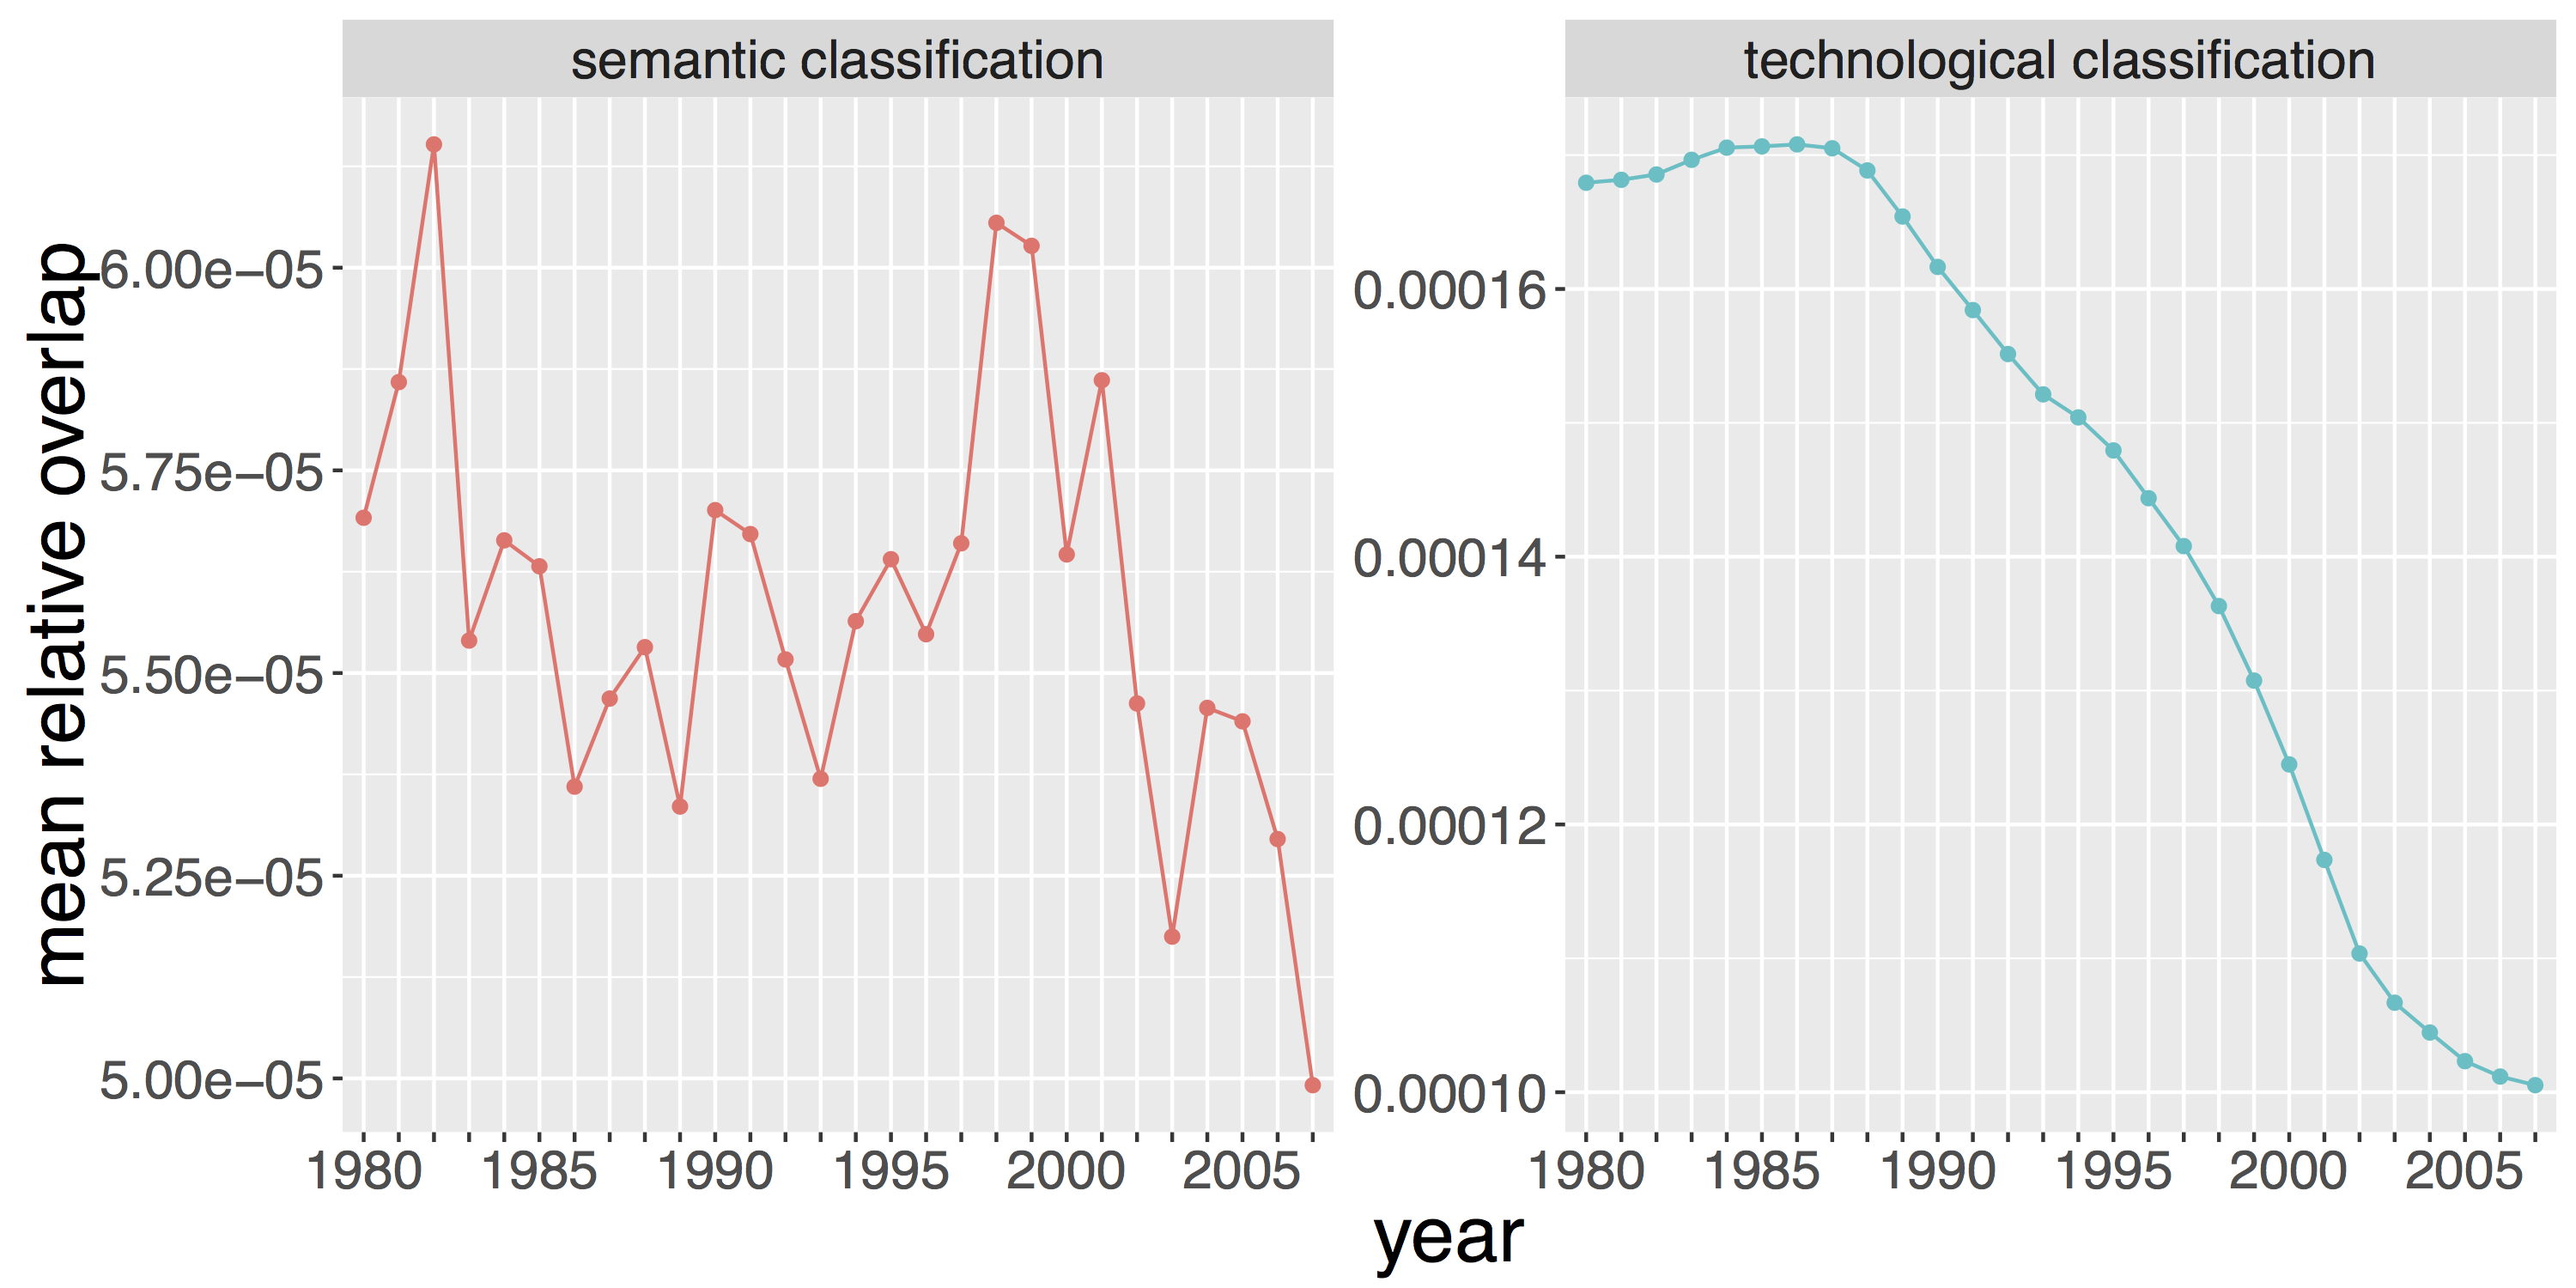 semantic classification
technological classification
mean relative overlap
6.00e−05
5.75e−05
5.50e−05
5.25e−05
5.00e−05
0.00016
0.00014
0.00012
0.00010
1980 1985 1990 1995 2000 2005
1980 1985 1990 1995 2000 2005
year